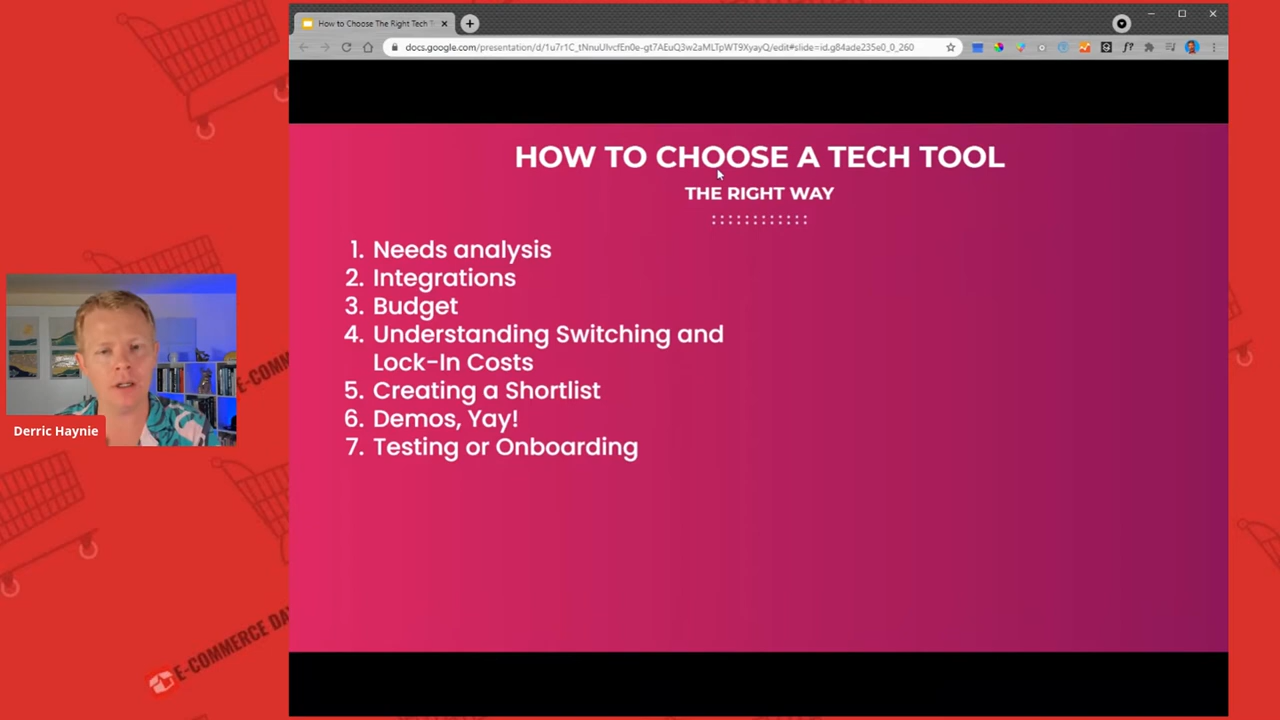 How to Choose The Right Tech T
docs.google.com/presentation/d/1u7r1C_tNnuUlvcfEn0e-gt7AEuQ3w2aMLTpWT9XyayQ/edit#slide=id.g84ade235e0_0_260
f?
HOW TO CHOOSE A TECH TOOL
THE RIGHT WAY
1. Needs analysis
2. Integrations
3. Budget
4. Understanding Switching and
Lock-In Costs
5. Creating a Shortlist
6. Demos, Yay!
7. Testing or Onboarding
Derric Haynie
E-COMM
E-COMMERCE DA